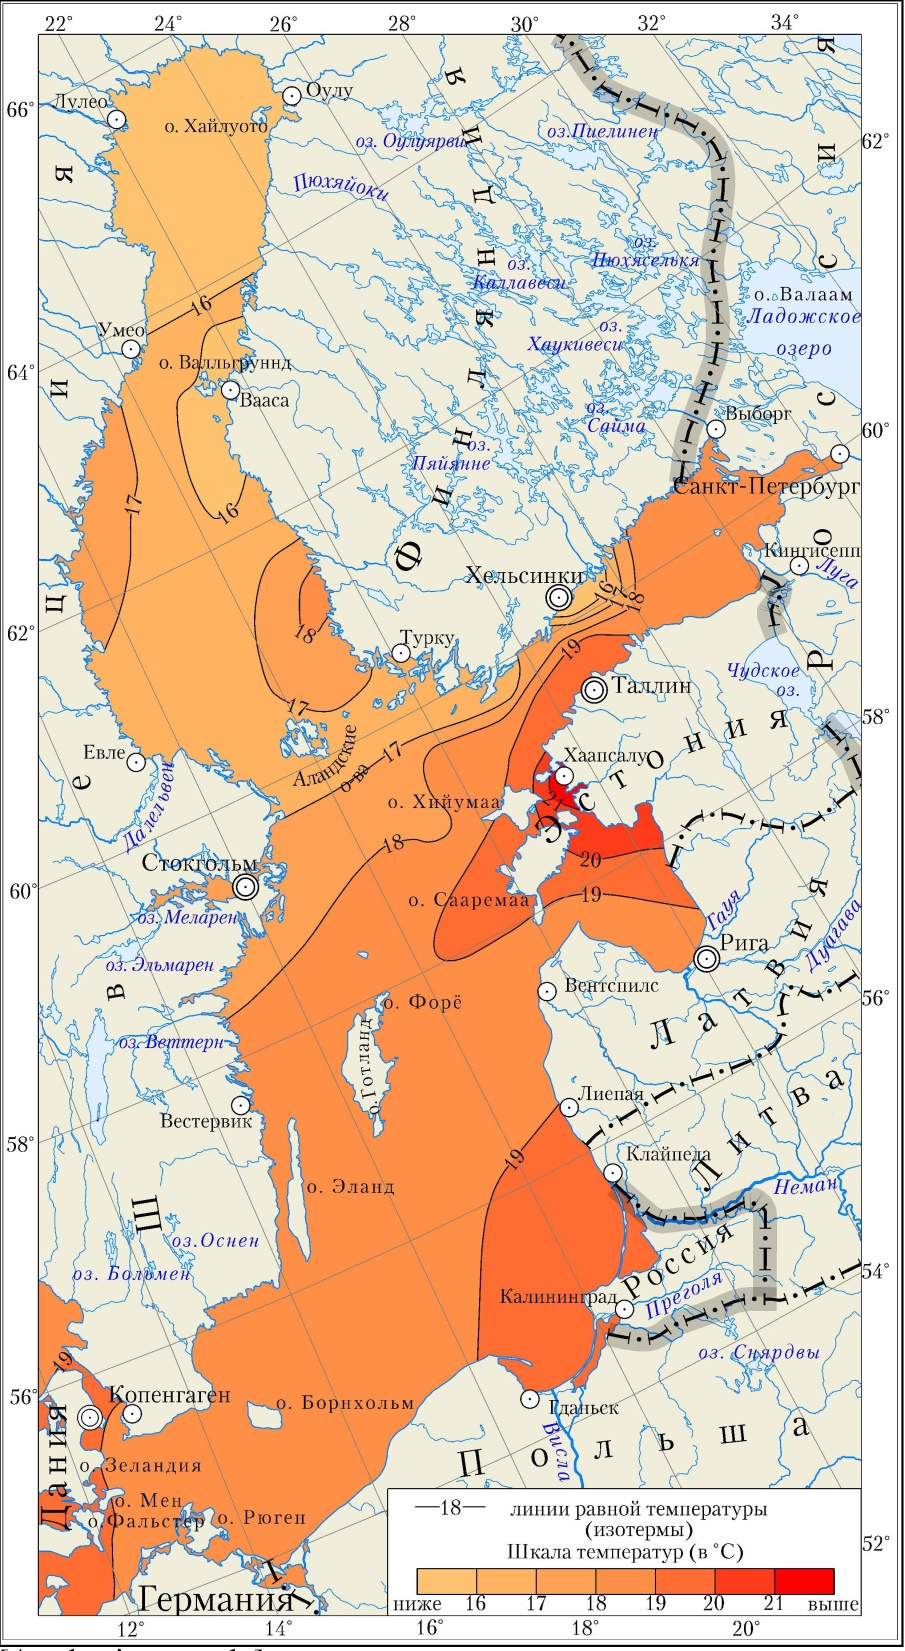 22° 24° 26° 28° 30° 32° 34°
66°
64°
62°
60°
58°
56°
62°
60°
58°
56°
54°
52°
Лулео
Оулу
о. Хайлуото
оз. Оулуярви
оз.Пиелинен
Пюхяйоки
оз.
Пюхяселькя
оз.
Каллавеси
о. Валаам
Ладожское
озеро
16
оз.
Хаукивеси
Умео
о. Валльгруннд
Вааса
оз.
Сайма
Выборг
оз.
Пяйянне
Финляндия
Санкт-Петербург
17
16
Кингисепп
Луга
Хельсинки
16
17
18
18
19
Турку
Таллин
Чудское
оз.
Россия
17
Евле
Аландские
о-ва
17
Хаапсалу
Эстония
Далельвен
о. Хийумаа
21
18
Стокгольм
20
оз. Меларен
о. Сааремаа
19
Гауя
Рига
Даугава
оз. Эльмарен
Вентспилс
о. Форё
Латвия
оз. Веттерн
о.Готланд
Вестервик
Лиепая
Литва
19
Клайпеда
Неман
о. Эланд
Швеция
оз.Оснен
оз. Больмен
Россия
Калининград
Преголя
оз. Снярдвы
19
Копенгаген
о. Борнхольм
Гданьск
Висла
Польша
Дания
о. Зеландия
о. Мен
о.Фальстер
о. Рюген
Германия
—18— линии равной температуры
(изотермы)
Шкала температур (в °C)
ниже 16 17 18 19 20 21 выше
12° 14° 16° 18° 20°